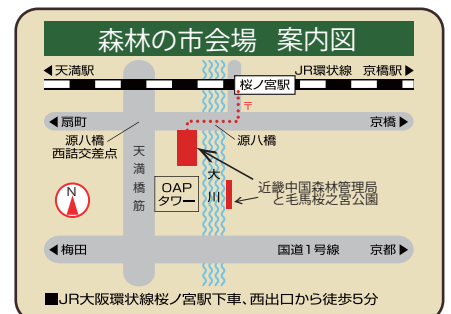 森林の市会場 案内図
◀天満駅
JR環状線 京橋駅▶
桜ノ宮駅
〒
◀扇町
京橋▶
源八橋
西詰交差点
源八橋
天満橋筋
大川
近畿中国森林管理局
と毛馬桜之宮公園
OAP
タワー
N
◀梅田
国道1号線 京都▶
■JR大阪環状線桜ノ宮駅下車、西出口から徒歩5分